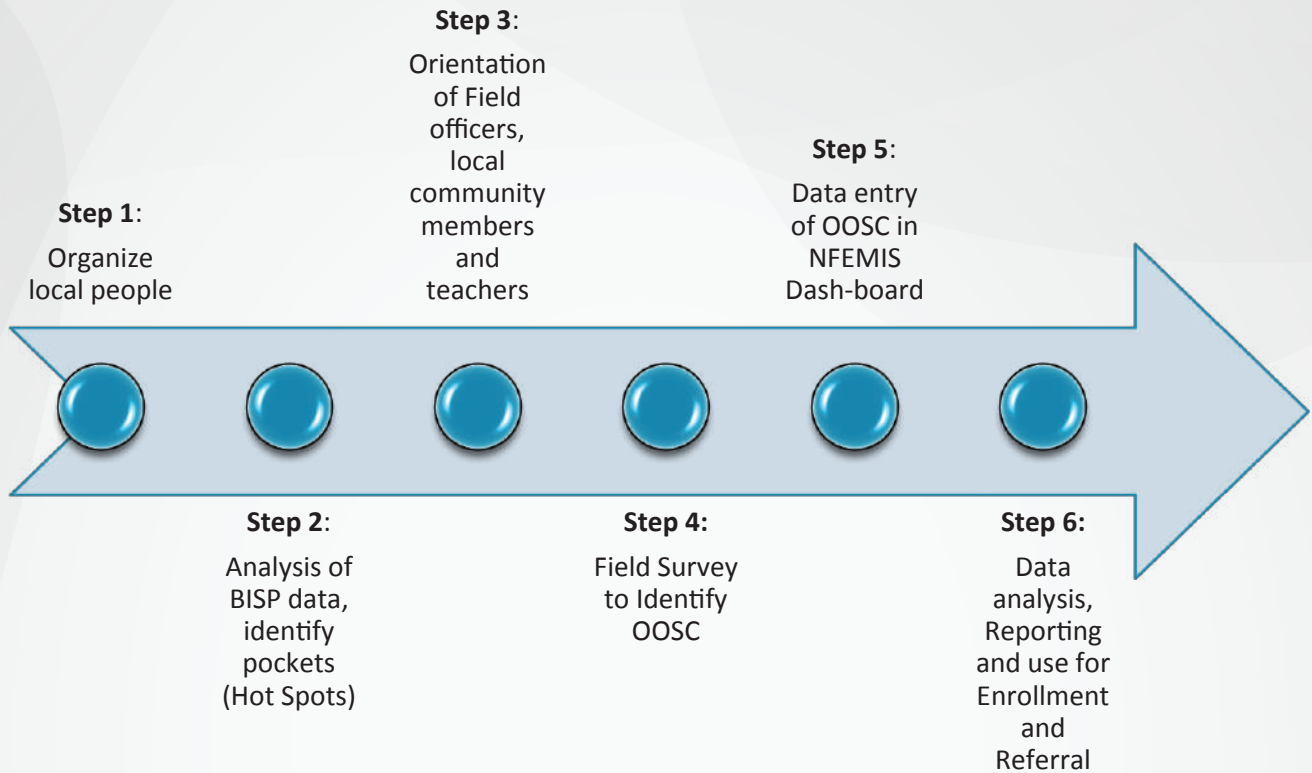 Step 1:
Organize
local people
Step 2:
Analysis of
BISP data,
identify
pockets
(Hot Spots)
Step 3:
Orientation
of Field
officers,
local
community
members
and
teachers
Step 4:
Field Survey
to Identify
OOSC
Step 5:
Data entry
of OOSC in
NFEMIS
Dash-board
Step 6:
Data
analysis,
Reporting
and use for
Enrollment
and
Referral